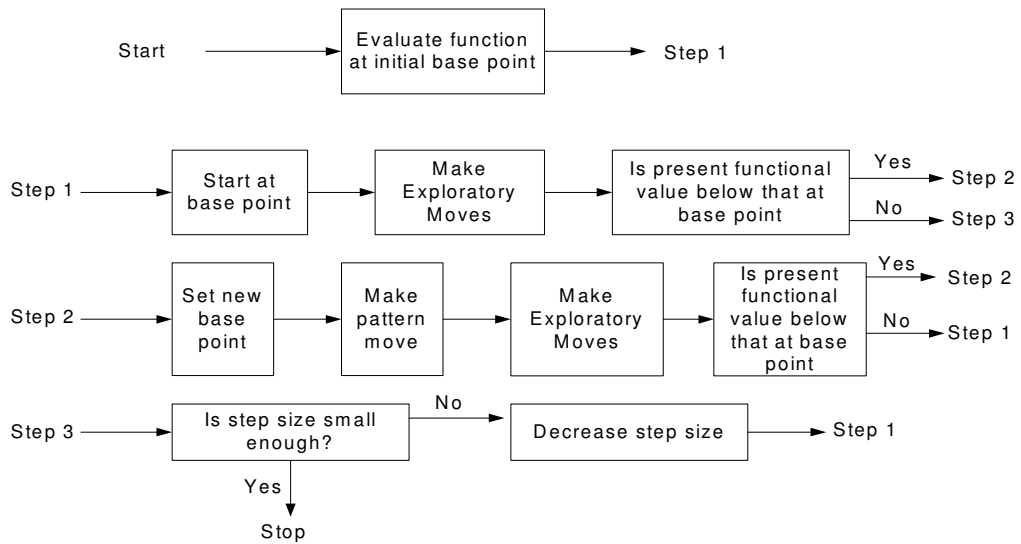 Start
Evaluate function
at initial base point
Step 1
Step 1
Start at
base point
Make
Exploratory
Moves
Is present functional
value below that at
base point
Yes
Step 2
No
Step 3
Step 2
Set new
base
point
Make
pattern
move
Make
Exploratory
Moves
Is present
functional
value below
that at base
point
Yes
Step 2
No
Step 1
Step 3
Is step size small
enough?
No
Decrease step size
Step 1
Yes
Stop